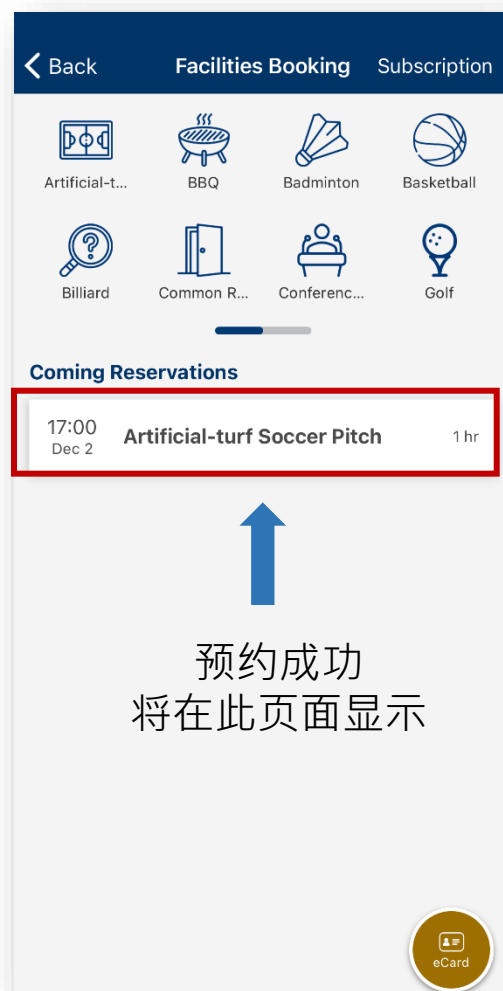 Back Facilities Booking Subscription
Artificial-t... BBQ Badminton Basketball
Billiard Common R... Conferenc... Golf
Coming Reservations
17:00 Artificial-turf Soccer Pitch 1 hr
Dec 2
预约成功
将在此页面显示
eCard